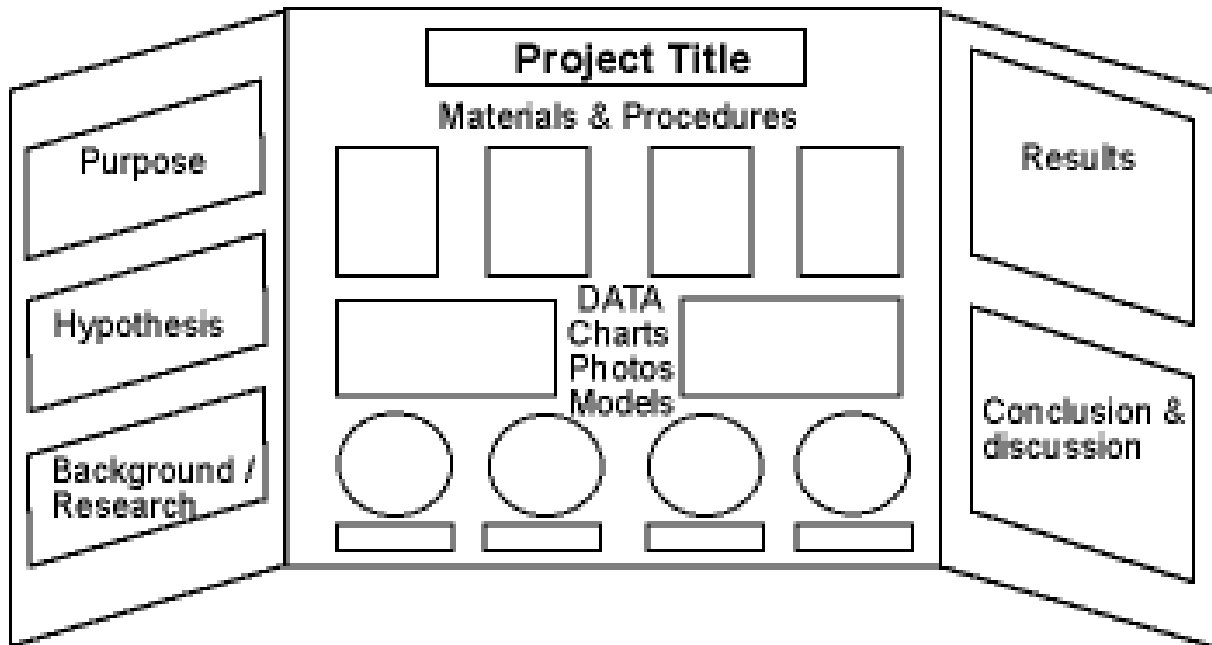 Purpose
Hypothesis
Background /
Research
Project Title
Materials & Procedures
DATA
Charts
Photos
Models
Results
Conclusion &
discussion